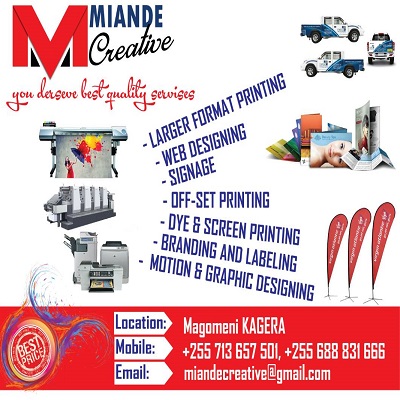 MIANDE
Creative
you derseve best quality servises
- LARGER FORMAT PRINTING
- WEB DESIGNING
- SIGNAGE
- OFF-SET PRINTING
- DYE & SCREEN PRINTING
- BRANDING AND LABELING
- MOTION & GRAPHIC DESIGNING
BEST PRICE
Location: Magomeni KAGERA
Mobile: +255 713 657 501, +255 688 831 666
Email: miandecreative@gmail.com